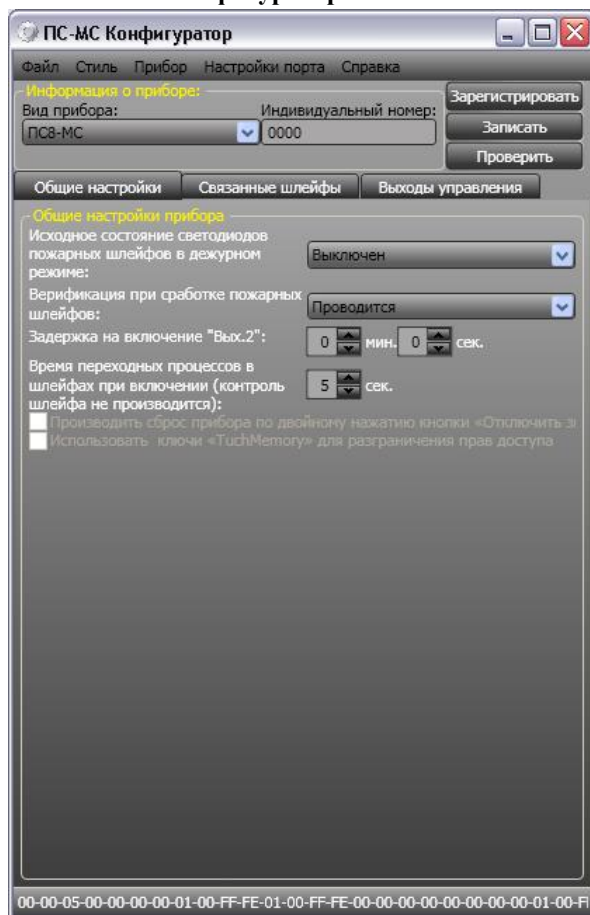 ПС-МС Конфигуратор
Файл Стиль Прибор Настройки порта Справка
Информация о приборе:
Вид прибора:
Индивидуальный номер:
ПС8-МС
0000
Зарегистрировать
Записать
Проверить
Общие настройки
Связанные шлейфы
Выходы управления
Общие настройки прибора
Исходное состояние светодиодов
пожарных шлейфов в дежурном
режиме:
Выключен
Верификация при сработке пожарных
шлейфов:
Проводится
Задержка на включение "Вых.2":
0 мин. 0 сек.
Время переходных процессов в
шлейфах при включении (контроль
шлейфа не производится):
5 сек.
Производить сброс прибора по двойному нажатию кнопки «Отключить з
Использовать ключи «TuchMemory» для разграничения прав доступа
00-00-05-00-00-00-00-01-00-FF-FE-01-00-FF-FE-00-00-00-00-00-00-00-00-01-00-F